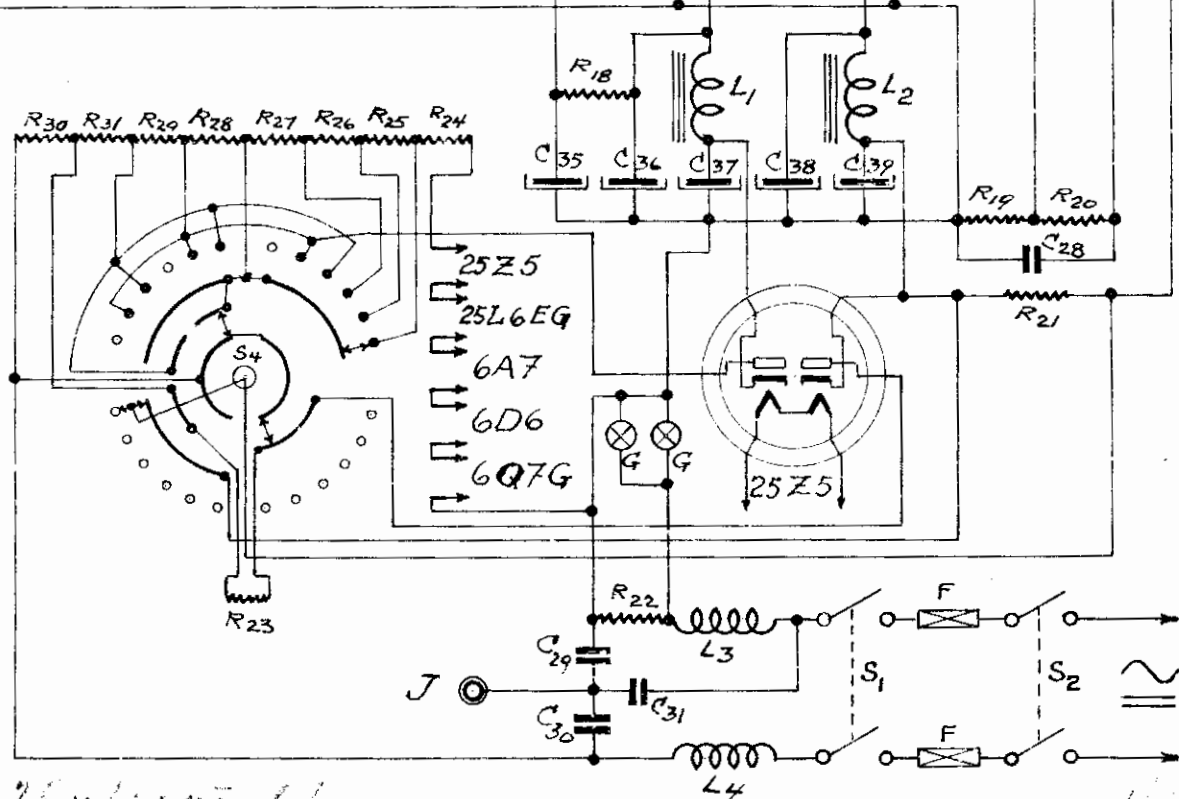 R18
L1
L2
R30 R31 R29 R28 R27 R26 R25 R24
C35 C36 C37 C38 C39
R19 R20
C28
25Z5
25L6EG
R21
S4
6A7
6D6
G G
6Q7G
25Z5
R22
F
R23
L3
C29
S1
S2
J
C31
C30
F
L4